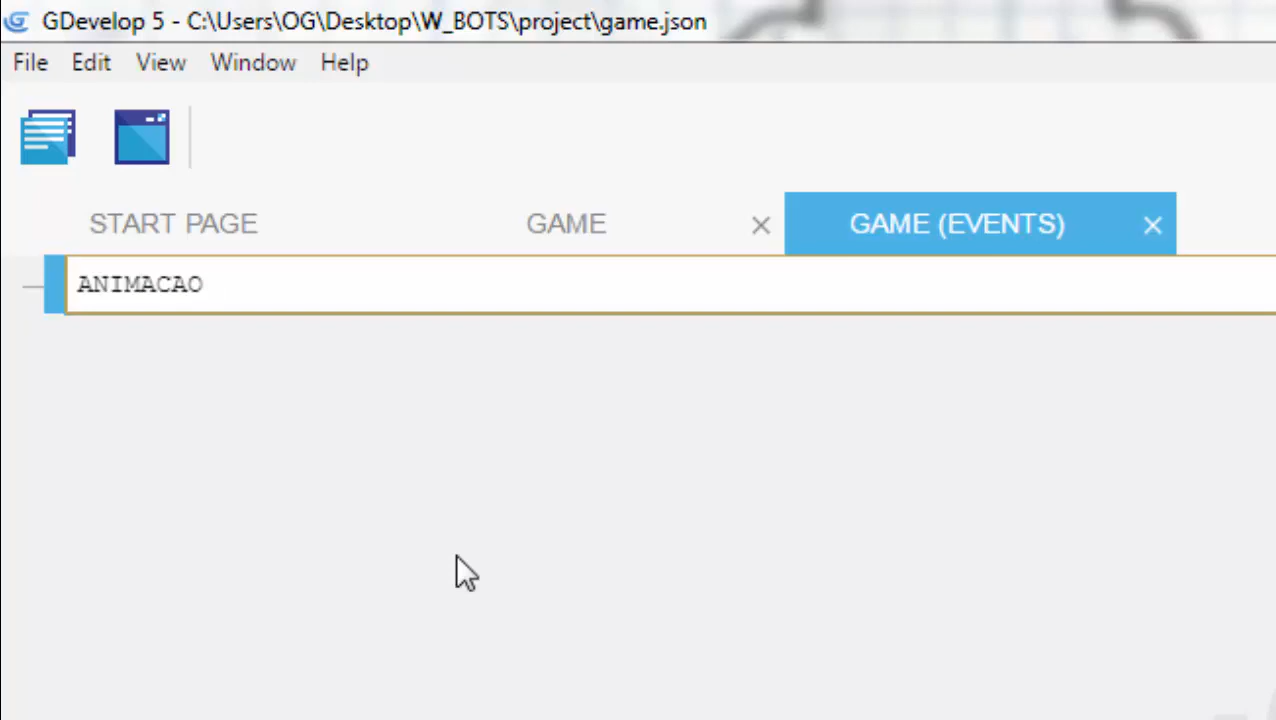 GDevelop 5 - C:\Users\OG\Desktop\W_BOTS\project\game.json
File Edit View Window Help
START PAGE GAME GAME (EVENTS)
ANIMACAO